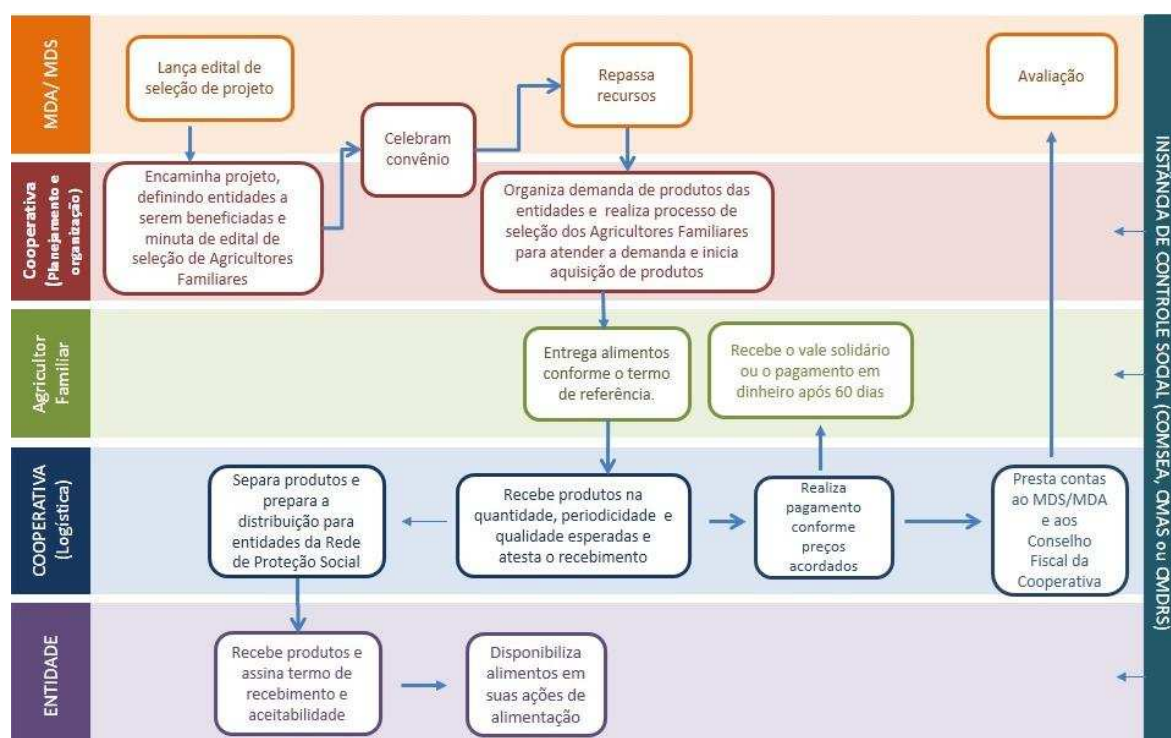 MDA/ MDS
Lança edital de
seleção de projeto
Celebram
convênio
Repassa
recursos
Avaliação
Cooperativa
(Planejamento e
organização)
Encaminha projeto,
definindo entidades a
serem beneficiadas e
minuta de edital de
seleção de Agricultores
Familiares
Organiza demanda de produtos das
entidades e realiza processo de
seleção dos Agricultores Familiares
para atender a demanda e inicia
aquisição de produtos
Agricultor
Familiar
Entrega alimentos
conforme o termo
de referência.
Recebe o vale solidário
ou o pagamento em
dinheiro após 60 dias
COOPERATIVA
(Logística)
Separa produtos e
prepara a
distribuição para
entidades da Rede
de Proteção Social
Recebe produtos na
quantidade, periodicidade e
qualidade esperadas e
atesta o recebimento
Realiza
pagamento
conforme
preços
acordados
Presta contas
ao MDS/MDA
e aos
Conselho
Fiscal da
Cooperativa
ENTIDADE
Recebe produtos e
assina termo de
recebimento e
aceitabilidade
Disponibiliza
alimentos em
suas ações de
alimentação
INSTÂNCIA DE CONTROLE SOCIAL (COMSEA, CMAS ou CMDRS)